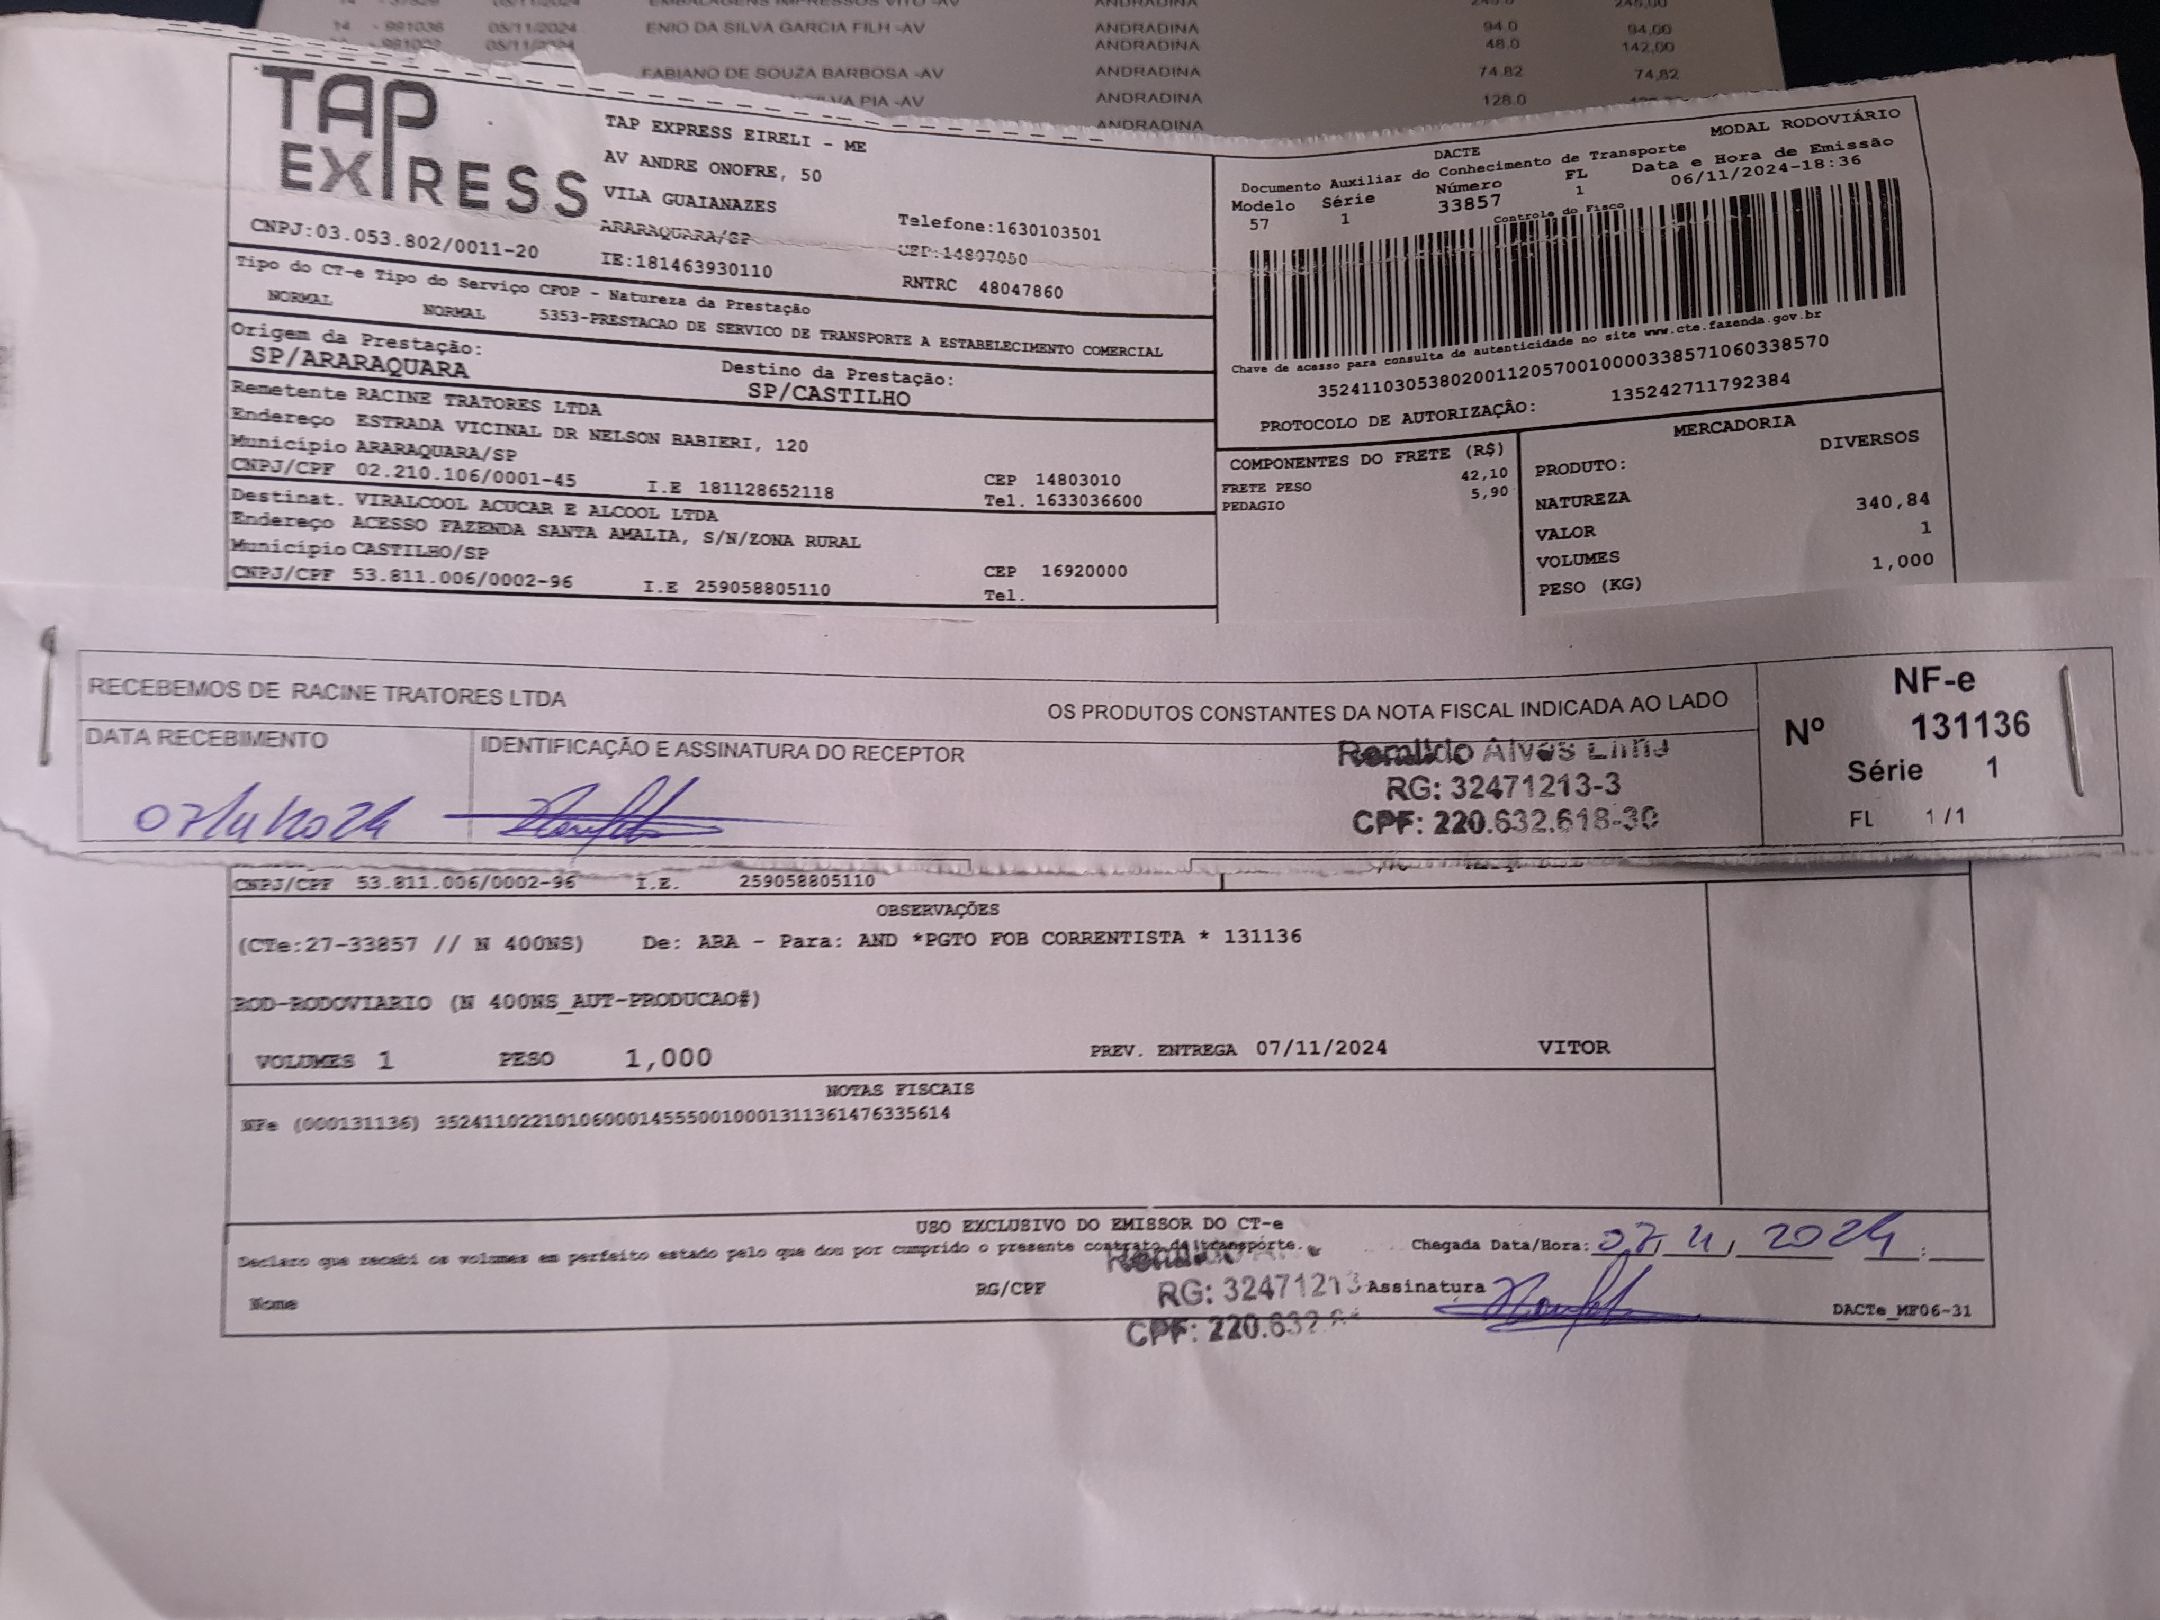 ENIO DA SILVA GARCIA FILH -AV ANDRADINA 94.0 94,00
14 - 991036 05/11/2024
ANDRADINA 48.0 142,00
FABIANO DE SOUZA BARBOSA -AV ANDRADINA 74.82 74,82
PIA -AV ANDRADINA 128.0
ANDRADINA
TAP EXPRESS
TAP EXPRESS EIRELI - ME
AV ANDRE ONOFRE, 50
VILA GUAIANAZES
ARARAQUARA/SP
Telefone:1630103501
CEP:14807050
CNPJ:03.053.802/0011-20 IE:181463930110 RNTRC 48047860
Tipo do CT-e Tipo do Serviço CFOP - Natureza da Prestação
NORMAL NORMAL 5353-PRESTACAO DE SERVICO DE TRANSPORTE A ESTABELECIMENTO COMERCIAL
Origem da Prestação: Destino da Prestação:
SP/ARARAQUARA SP/CASTILHO
Remetente RACINE TRATORES LTDA
Endereço ESTRADA VICINAL DR NELSON BABIERI, 120
Município ARARAQUARA/SP CEP 14803010
CNPJ/CPF 02.210.106/0001-45 I.E 181128652118 Tel. 1633036600
Destinat. VIRALCOOL ACUCAR E ALCOOL LTDA
Endereço ACESSO FAZENDA SANTA AMALIA, S/N/ZONA RURAL
Município CASTILHO/SP CEP 16920000
CNPJ/CPF 53.811.006/0002-96 I.E 259058805110 Tel.
DACTE MODAL RODOVIÁRIO
Documento Auxiliar do Conhecimento de Transporte
Modelo Série Número FL Data e Hora de Emissão
57 1 33857 1 06/11/2024-18:36
Controle do Fisco
Chave de acesso para consulta de autenticidade no site www.cte.fazenda.gov.br
35241103053802001120570010000338571060338570
PROTOCOLO DE AUTORIZAÇÃO: 135242711792384
COMPONENTES DO FRETE (R$)
FRETE PESO 42,10
PEDAGIO 5,90
MERCADORIA
PRODUTO: DIVERSOS
NATUREZA
VALOR 340,84
VOLUMES 1
PESO (KG) 1,000
RECEBEMOS DE RACINE TRATORES LTDA OS PRODUTOS CONSTANTES DA NOTA FISCAL INDICADA AO LADO
DATA RECEBIMENTO IDENTIFICAÇÃO E ASSINATURA DO RECEPTOR
07/11/2024
Alves Lima
RG: 32471213-3
CPF: 220.632.618-30
NF-e
Nº 131136
Série 1
FL 1/1
CNPJ/CPF 53.811.006/0002-96 I.E. 259058805110
OBSERVAÇÕES
(CTe:27-33857 // N 400NS) De: ARA - Para: AND *PGTO FOB CORRENTISTA * 131136
ROD-RODOVIARIO (N 400NS_AUT-PRODUCAO#)
VOLUMES 1 PESO 1,000 PREV. ENTREGA 07/11/2024 VITOR
NOTAS FISCAIS
NFe (000131136) 35241102210106000145550010001311361476335614
USO EXCLUSIVO DO EMISSOR DO CT-e
Declaro que recebi os volumes em perfeito estado pelo que dou por cumprido o presente contrato de transporte.
Chegada Data/Hora: 07/11/2024 :
Nome RG/CPF Assinatura
RG: 32471213
CPF: 220.632.
DACTe_MF06-31